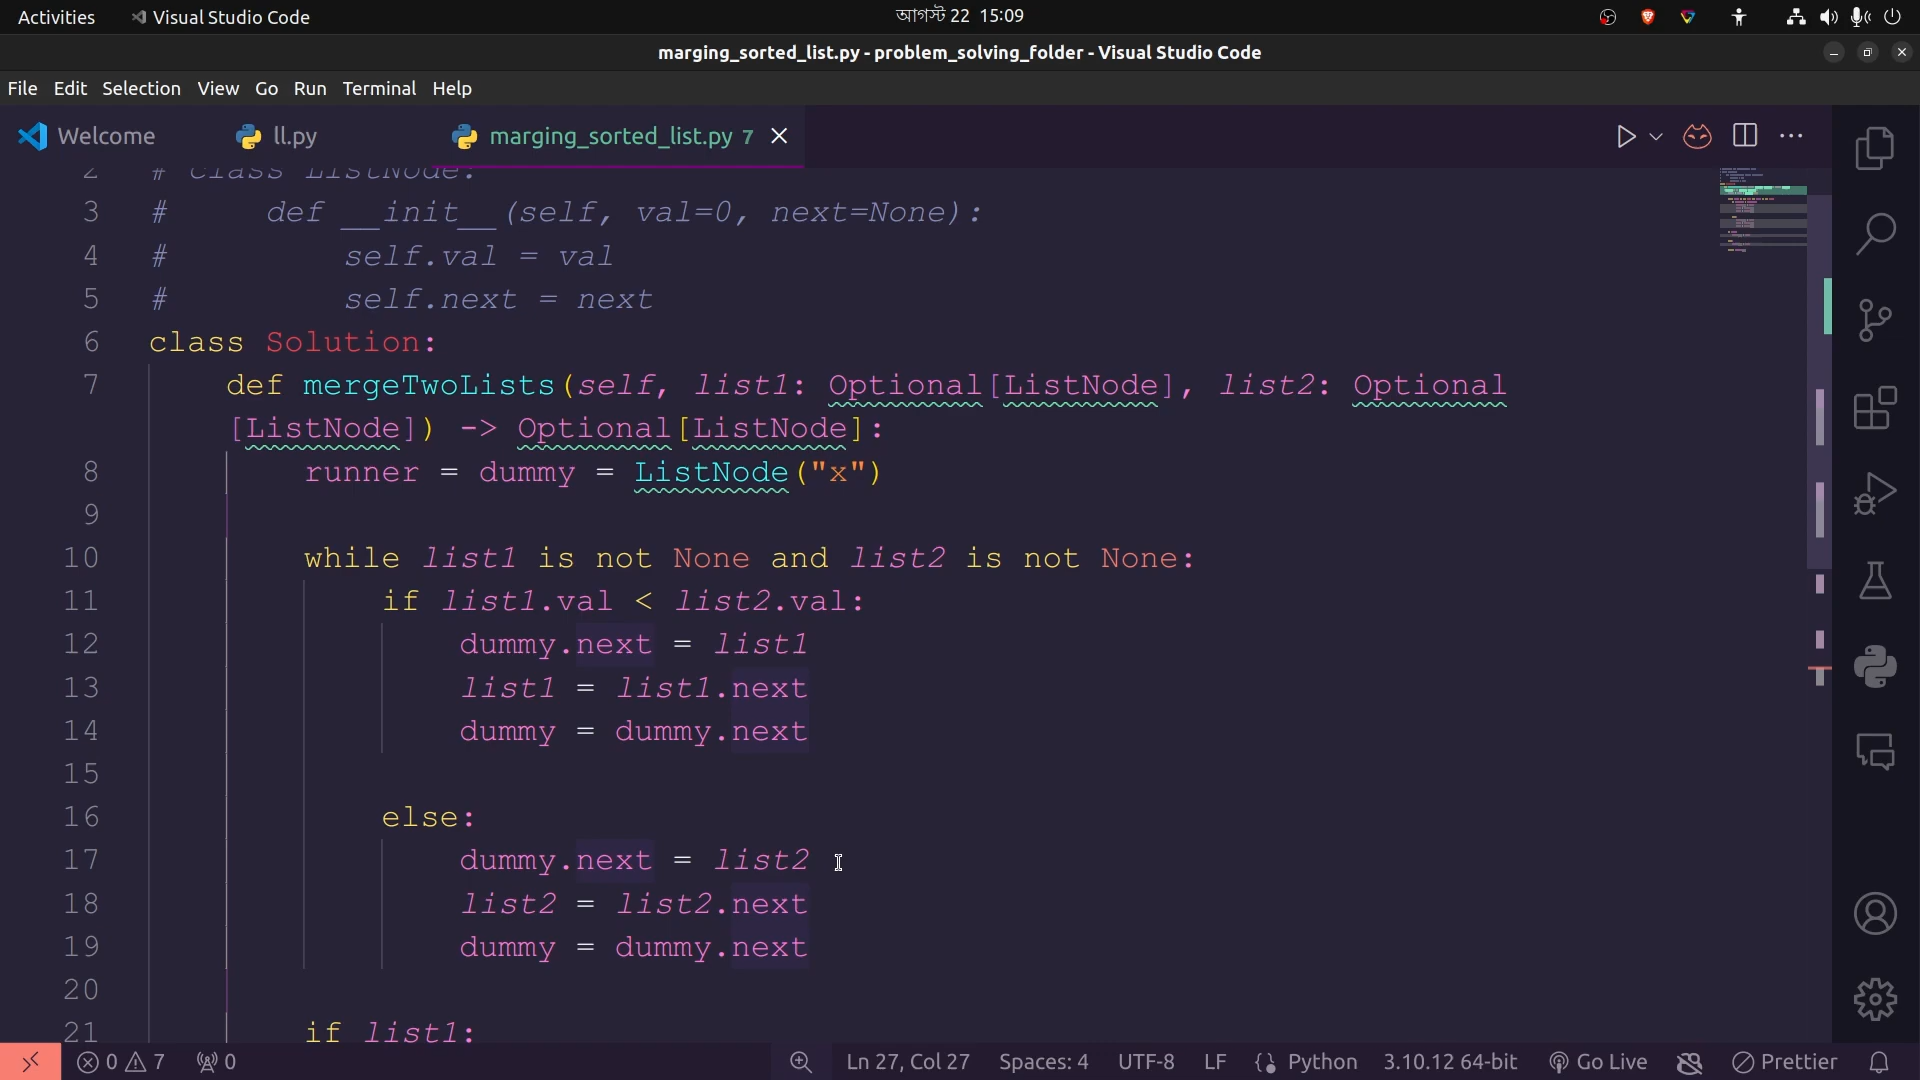 Activities Visual Studio Code আগস্ট 22 15:09
marging_sorted_list.py - problem_solving_folder - Visual Studio Code
File Edit Selection View Go Run Terminal Help
Welcome ll.py marging_sorted_list.py 7
2 # class ListNode:
3 # def __init__(self, val=0, next=None):
4 # self.val = val
5 # self.next = next
6 class Solution:
7 def mergeTwoLists(self, list1: Optional[ListNode], list2: Optional
[ListNode]) -> Optional[ListNode]:
8 runner = dummy = ListNode("x")
9
10 while list1 is not None and list2 is not None:
11 if list1.val < list2.val:
12 dummy.next = list1
13 list1 = list1.next
14 dummy = dummy.next
15
16 else:
17 dummy.next = list2
18 list2 = list2.next
19 dummy = dummy.next
20
21 if list1:
0 7 0 Ln 27, Col 27 Spaces: 4 UTF-8 LF Python 3.10.12 64-bit Go Live Prettier